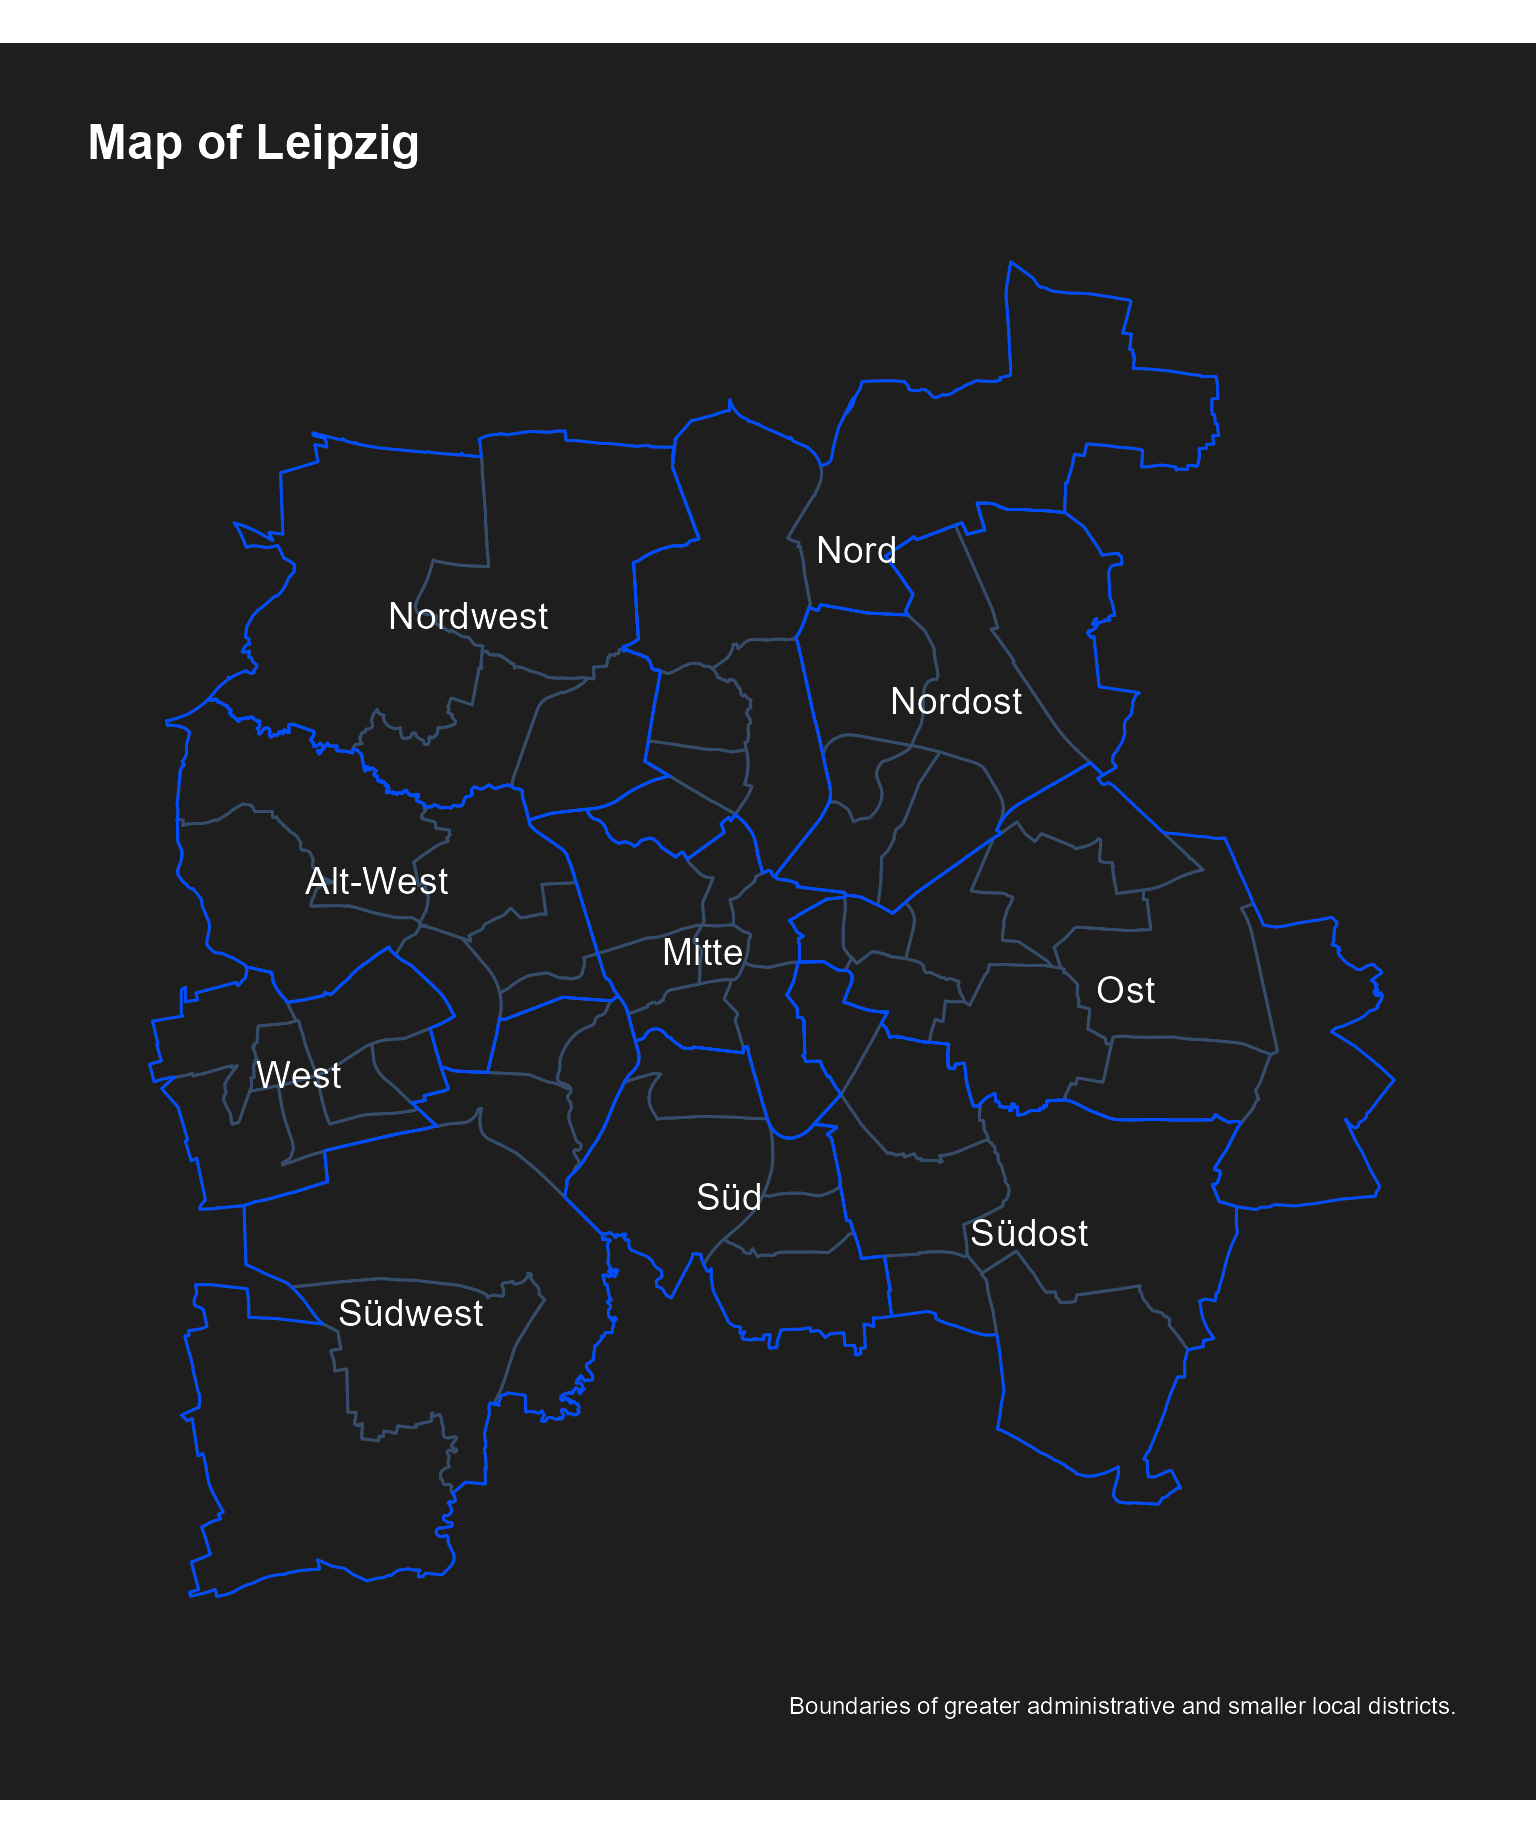 Map of Leipzig
Nord
Nordwest
Nordost
Alt-West
Mitte
Ost
West
Süd
Südost
Südwest
Boundaries of greater administrative and smaller local districts.